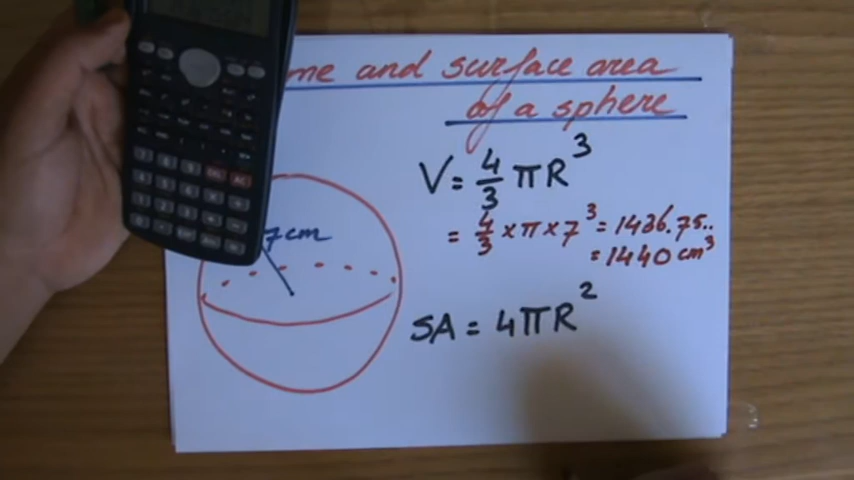 me and surface area
of a sphere
V = 4/3 πR³
= 4/3 × π × 7³ = 1436.75..
= 1440 cm³
7cm
SA = 4πR²